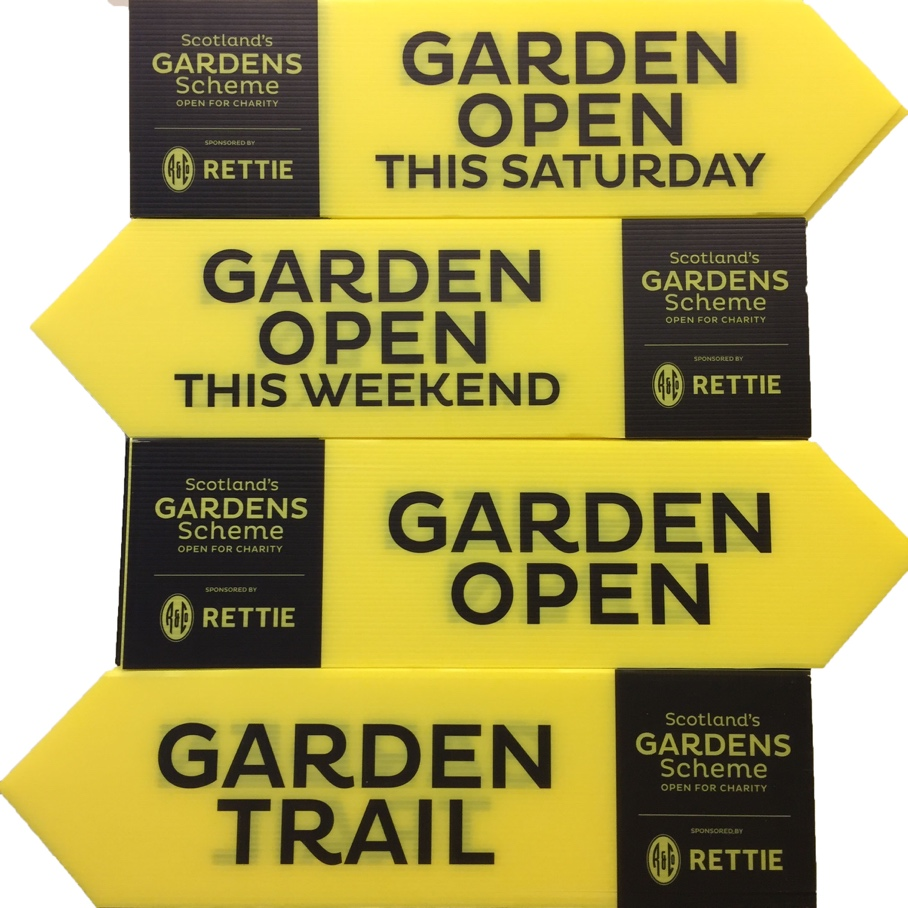 Scotland's
GARDENS
Scheme
OPEN FOR CHARITY
SPONSORED BY
R&Co RETTIE
GARDEN
OPEN
THIS SATURDAY
GARDEN
OPEN
THIS WEEKEND
Scotland's
GARDENS
Scheme
OPEN FOR CHARITY
SPONSORED BY
R&Co RETTIE
Scotland's
GARDENS
Scheme
OPEN FOR CHARITY
SPONSORED BY
R&Co RETTIE
GARDEN
OPEN
GARDEN
TRAIL
Scotland's
GARDENS
Scheme
OPEN FOR CHARITY
SPONSORED BY
R&Co RETTIE